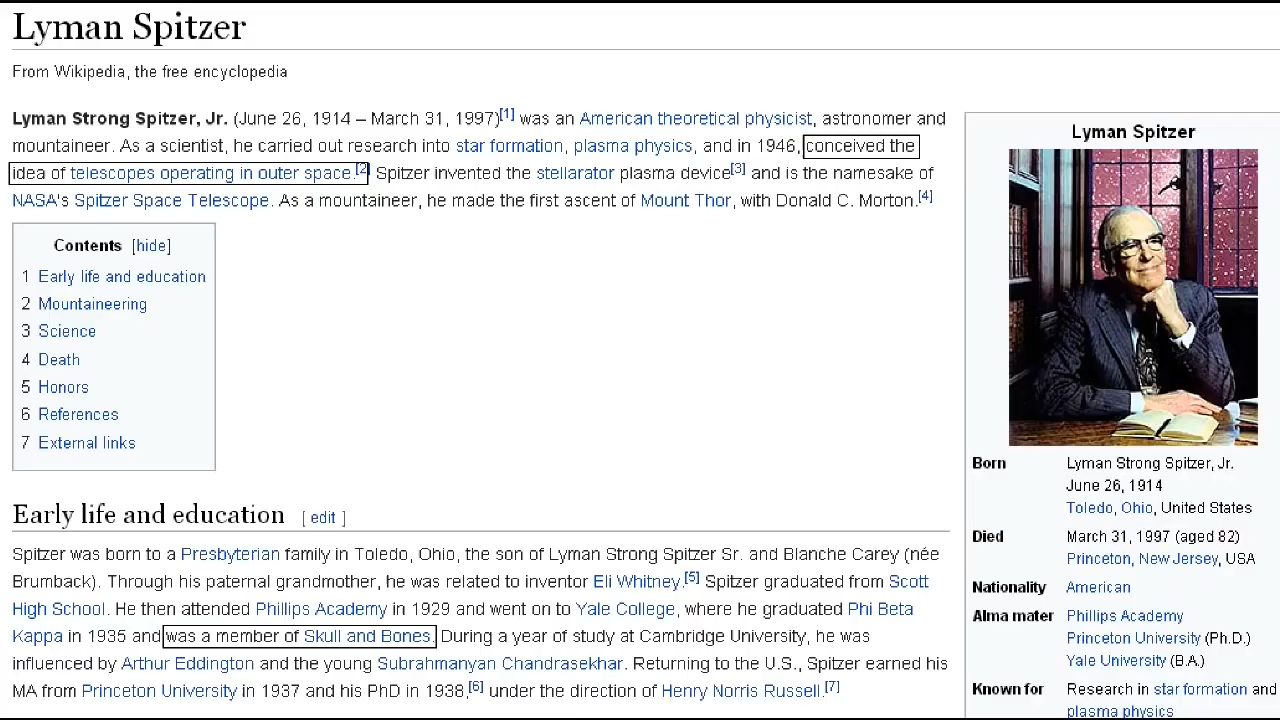 Lyman Spitzer
From Wikipedia, the free encyclopedia
Lyman Strong Spitzer, Jr. (June 26, 1914 – March 31, 1997)[1] was an American theoretical physicist, astronomer and
mountaineer. As a scientist, he carried out research into star formation, plasma physics, and in 1946, conceived the
idea of telescopes operating in outer space.[2] Spitzer invented the stellarator plasma device[3] and is the namesake of
NASA's Spitzer Space Telescope. As a mountaineer, he made the first ascent of Mount Thor, with Donald C. Morton.[4]
Contents [hide]
1 Early life and education
2 Mountaineering
3 Science
4 Death
5 Honors
6 References
7 External links
Early life and education [ edit ]
Spitzer was born to a Presbyterian family in Toledo, Ohio, the son of Lyman Strong Spitzer Sr. and Blanche Carey (née
Brumback). Through his paternal grandmother, he was related to inventor Eli Whitney.[5] Spitzer graduated from Scott
High School. He then attended Phillips Academy in 1929 and went on to Yale College, where he graduated Phi Beta
Kappa in 1935 and was a member of Skull and Bones. During a year of study at Cambridge University, he was
influenced by Arthur Eddington and the young Subrahmanyan Chandrasekhar. Returning to the U.S., Spitzer earned his
MA from Princeton University in 1937 and his PhD in 1938,[6] under the direction of Henry Norris Russell.[7]
Lyman Spitzer
Born Lyman Strong Spitzer, Jr.
June 26, 1914
Toledo, Ohio, United States
Died March 31, 1997 (aged 82)
Princeton, New Jersey, USA
Nationality American
Alma mater Phillips Academy
Princeton University (Ph.D.)
Yale University (B.A.)
Known for Research in star formation and
plasma physics